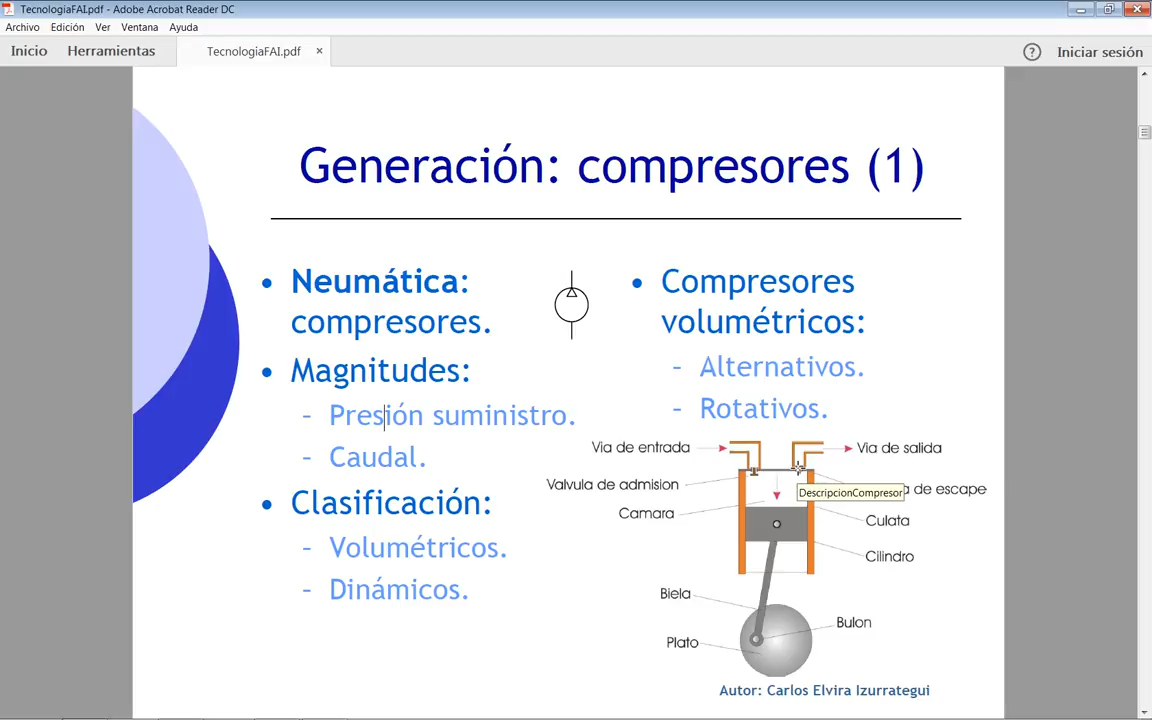 TecnologiaFAI.pdf - Adobe Acrobat Reader DC
Archivo Edición Ver Ventana Ayuda
Inicio Herramientas TecnologiaFAI.pdf × ? Iniciar sesión
Generación: compresores (1)
• Neumática:
compresores.
• Magnitudes:
- Presión suministro.
- Caudal.
• Clasificación:
- Volumétricos.
- Dinámicos.
• Compresores
volumétricos:
- Alternativos.
- Rotativos.
Via de entrada
Via de salida
Valvula de admision
a de escape
DescripcionCompresor
Camara
Culata
Cilindro
Biela
Bulon
Plato
Autor: Carlos Elvira Izurrategui